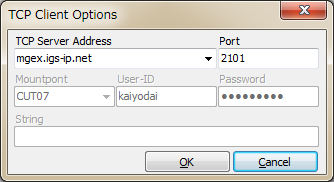 TCP Client Options
TCP Server Address Port
mgex.igs-ip.net 2101
Mountpont User-ID Password
CUT07 kaiyodai ●●●●●●●●●
String
OK Cancel